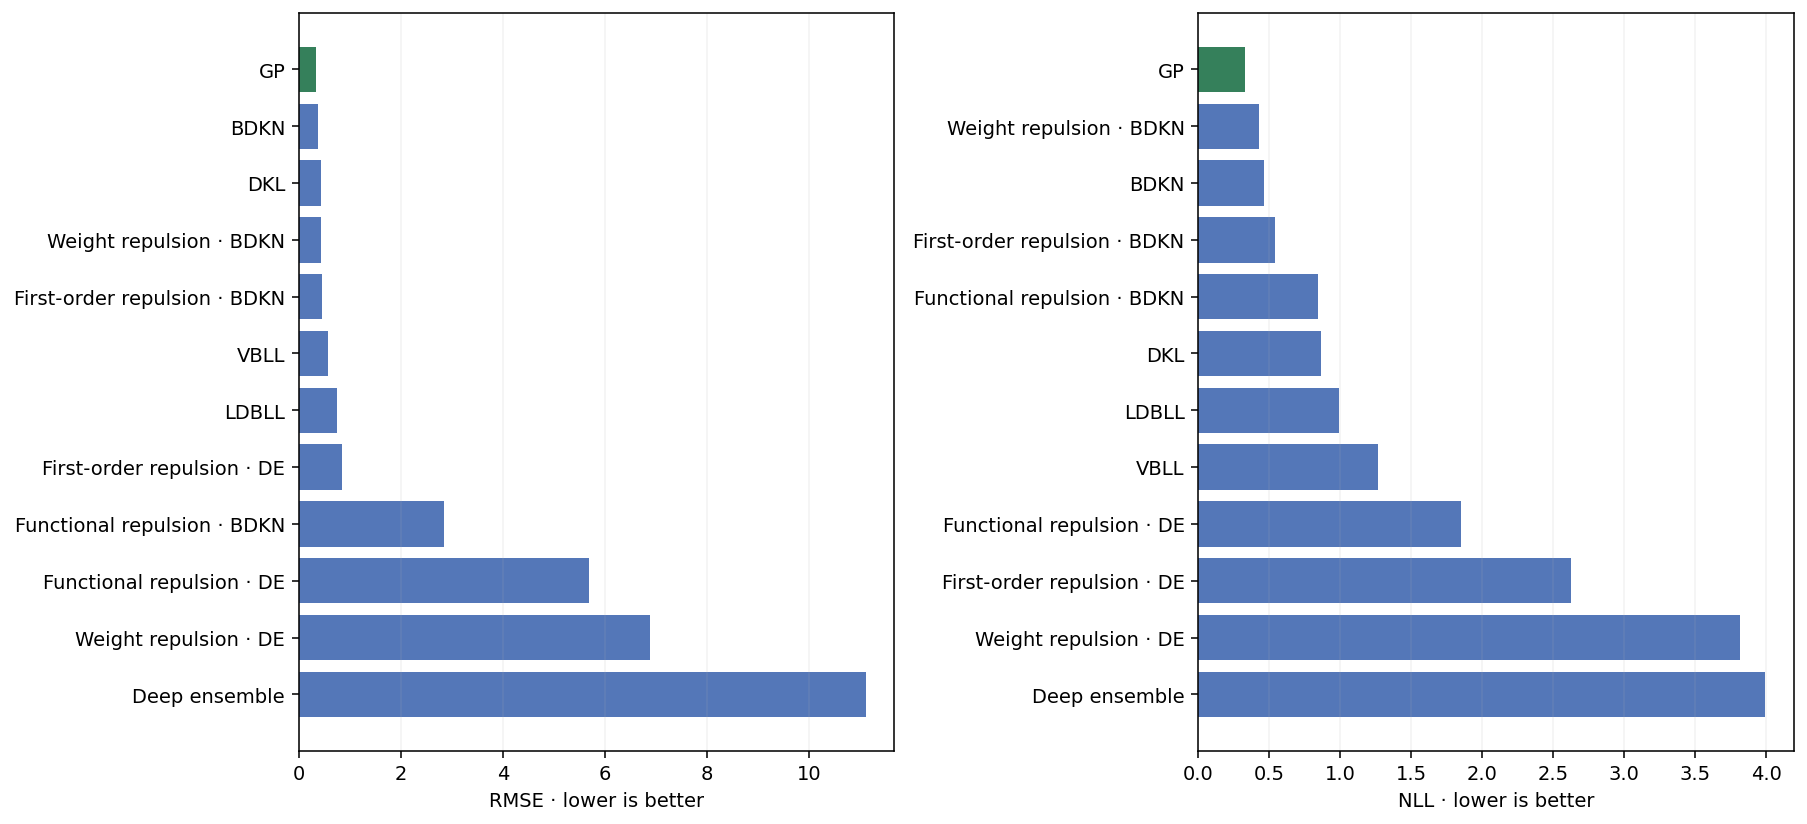 GP
BDKN
DKL
Weight repulsion · BDKN
First-order repulsion · BDKN
VBLL
LDBLL
First-order repulsion · DE
Functional repulsion · BDKN
Functional repulsion · DE
Weight repulsion · DE
Deep ensemble
0 2 4 6 8 10
RMSE · lower is better
GP
Weight repulsion · BDKN
BDKN
First-order repulsion · BDKN
Functional repulsion · BDKN
DKL
LDBLL
VBLL
Functional repulsion · DE
First-order repulsion · DE
Weight repulsion · DE
Deep ensemble
0.0 0.5 1.0 1.5 2.0 2.5 3.0 3.5 4.0
NLL · lower is better